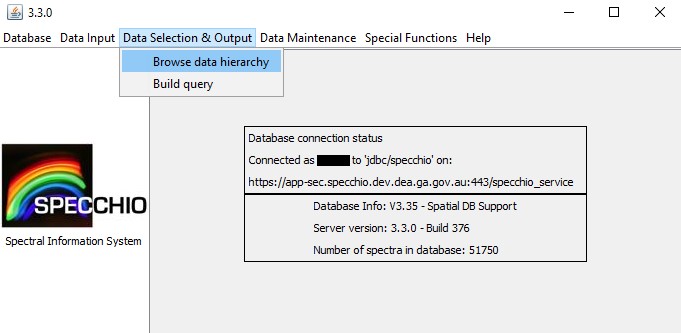 3.3.0
Database Data Input Data Selection & Output Data Maintenance Special Functions Help
Browse data hierarchy
Build query
SPECCHIO
Spectral Information System
Database connection status
Connected as to 'jdbc/specchio' on:
https://app-sec.specchio.dev.dea.ga.gov.au:443/specchio_service
Database Info: V3.35 - Spatial DB Support
Server version: 3.3.0 - Build 376
Number of spectra in database: 51750